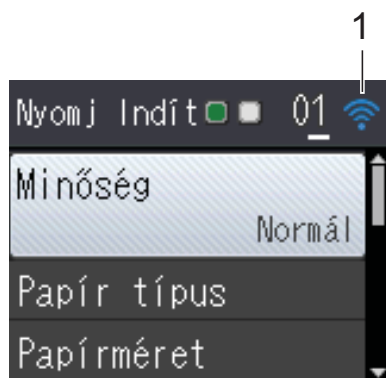 1
Nyomj Indít 01
Minőség
Normál
Papír típus
Papírméret